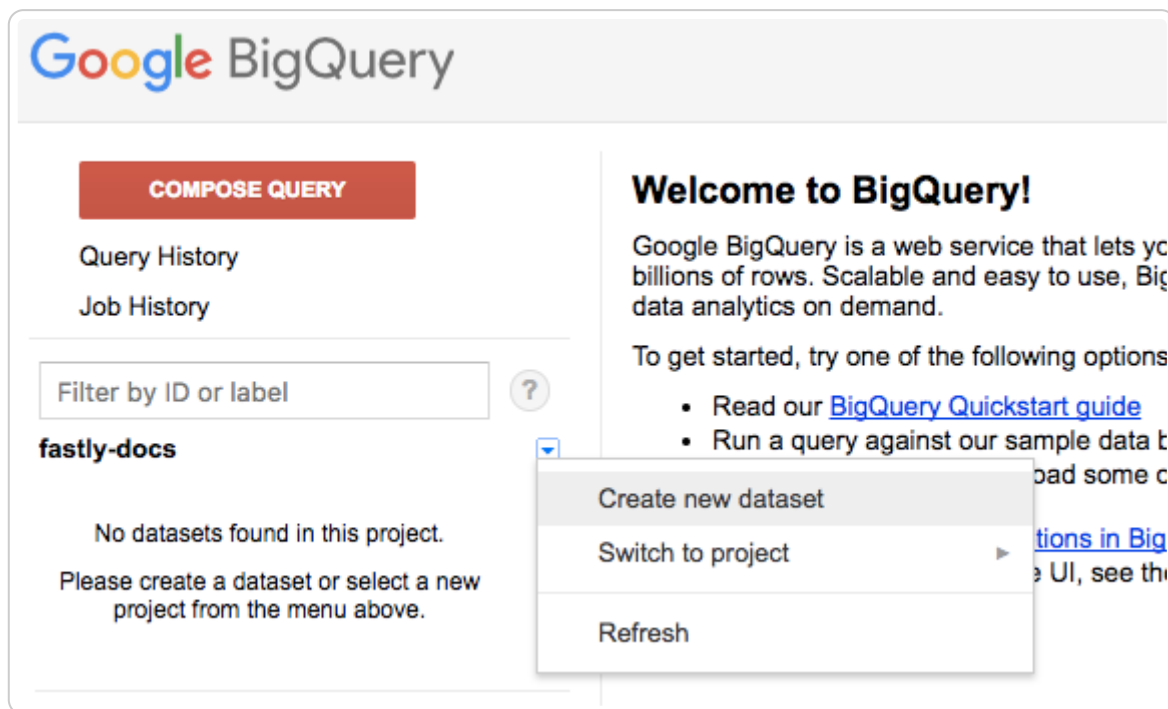 Google BigQuery
COMPOSE QUERY
Query History
Job History
Filter by ID or label
?
fastly-docs
No datasets found in this project.
Please create a dataset or select a new
project from the menu above.
Create new dataset
Switch to project
Refresh
Welcome to BigQuery!
Google BigQuery is a web service that lets
billions of rows. Scalable and easy to use,
data analytics on demand.
To get started, try one of the following options
• Read our BigQuery Quickstart guide
• Run a query against our sample data
some
in
UI, see